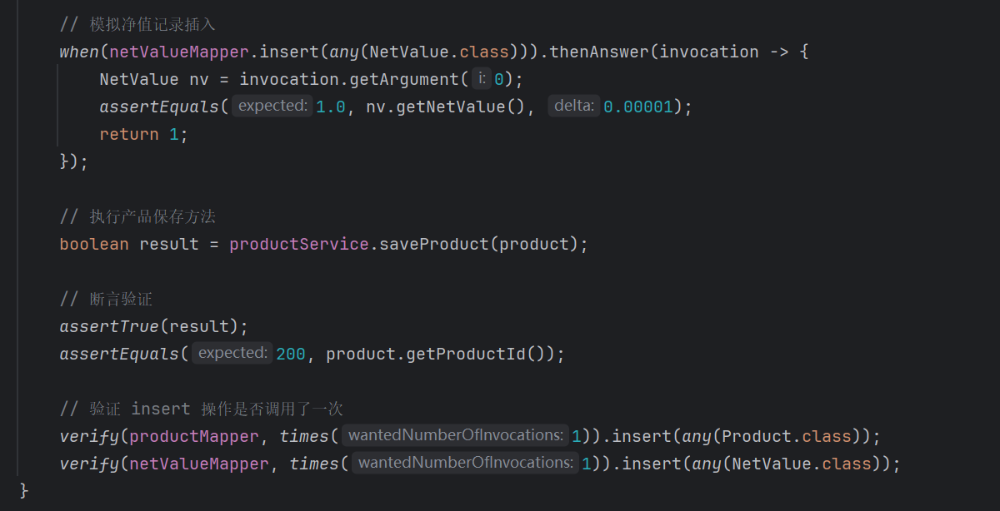 // 模拟净值记录插入
when(netValueMapper.insert(any(NetValue.class))).thenAnswer(invocation -> {
NetValue nv = invocation.getArgument( i: 0);
assertEquals( expected: 1.0, nv.getNetValue(), delta: 0.00001);
return 1;
});
// 执行产品保存方法
boolean result = productService.saveProduct(product);
// 断言验证
assertTrue(result);
assertEquals( expected: 200, product.getProductId());
// 验证 insert 操作是否调用了一次
verify(productMapper, times( wantedNumberOfInvocations: 1)).insert(any(Product.class));
verify(netValueMapper, times( wantedNumberOfInvocations: 1)).insert(any(NetValue.class));
}